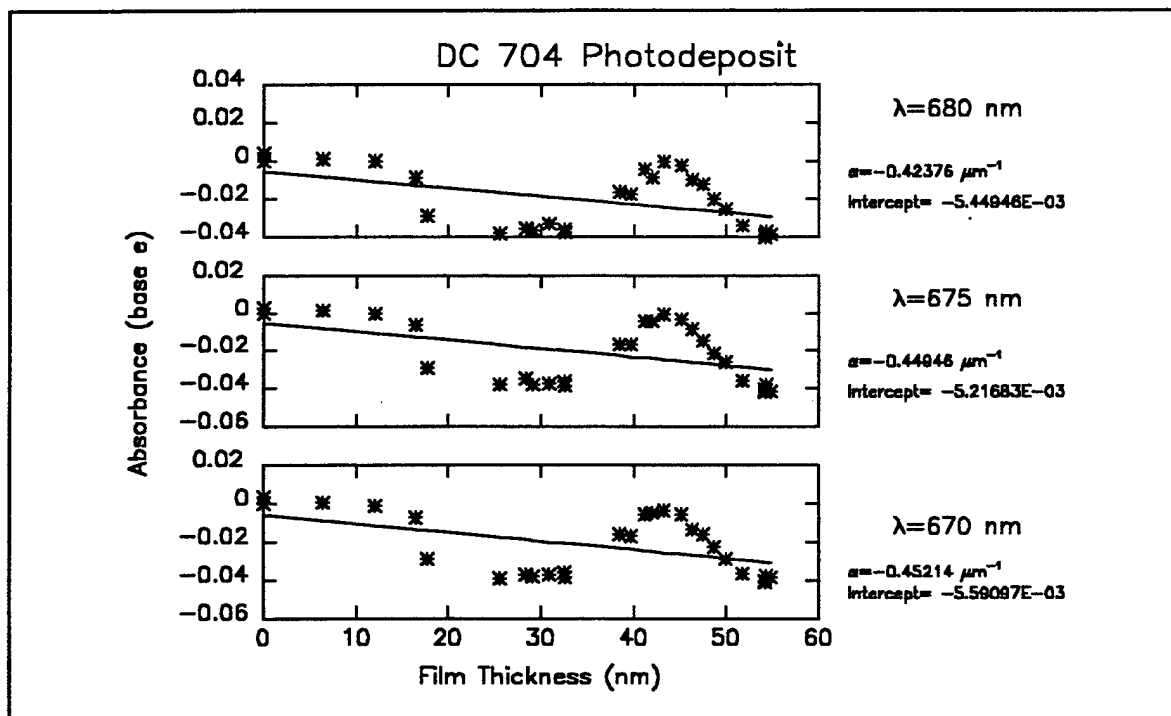 DC 704 Photodeposit
0.04
0.02
0
−0.02
−0.04
λ=680 nm
α=−0.42376 μm⁻¹
Intercept= −5.44946E−03
0.02
0
−0.02
−0.04
−0.06
λ=675 nm
α=−0.44946 μm⁻¹
Intercept= −5.21683E−03
0.02
0
−0.02
−0.04
−0.06
λ=670 nm
α=−0.45214 μm⁻¹
Intercept= −5.59097E−03
Absorbance (base e)
0 10 20 30 40 50 60
Film Thickness (nm)